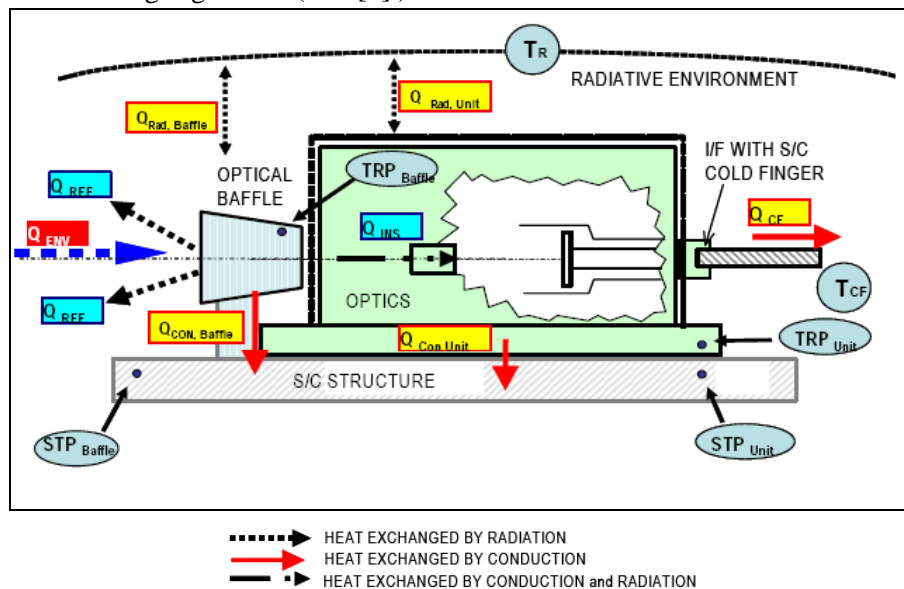 T R
RADIATIVE ENVIRONMENT
Q Rad, Baffle
Q Rad, Unit
I/F WITH S/C
COLD FINGER
OPTICAL
BAFFLE
TRP Baffle
Q REF
Q ENV
Q INS
Q CF
Q REF
OPTICS
T CF
Q CON, Baffle
Q Con Unit
TRP Unit
S/C STRUCTURE
STP Baffle
STP Unit
HEAT EXCHANGED BY RADIATION
HEAT EXCHANGED BY CONDUCTION
HEAT EXCHANGED BY CONDUCTION and RADIATION